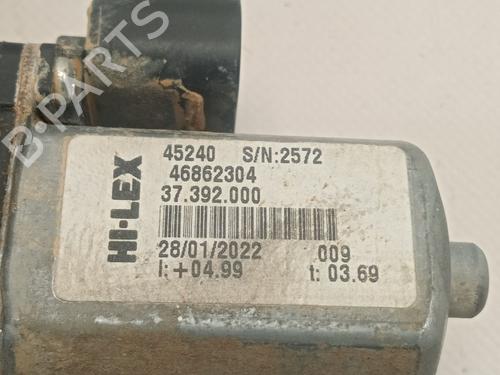 B-PARTS
HI-LEX
45240 S/N:2572
46862304
37.392.000
28/01/2022 009
I:+04.99 t: 03.69